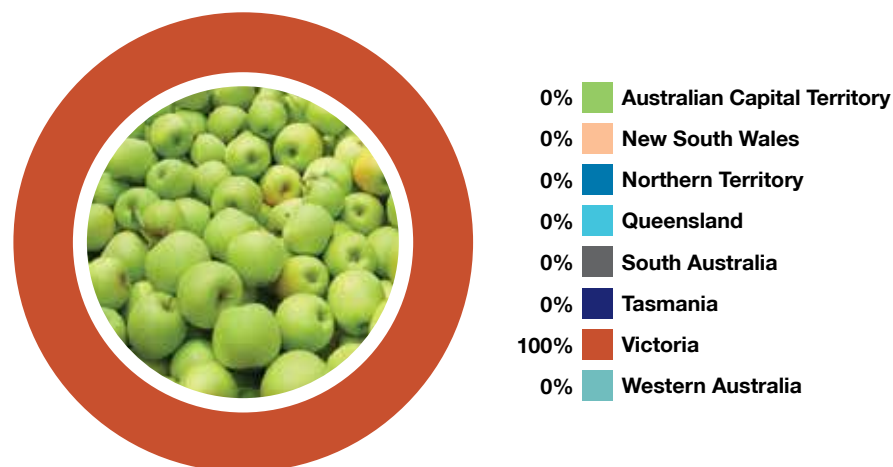 0% Australian Capital Territory
0% New South Wales
0% Northern Territory
0% Queensland
0% South Australia
0% Tasmania
100% Victoria
0% Western Australia